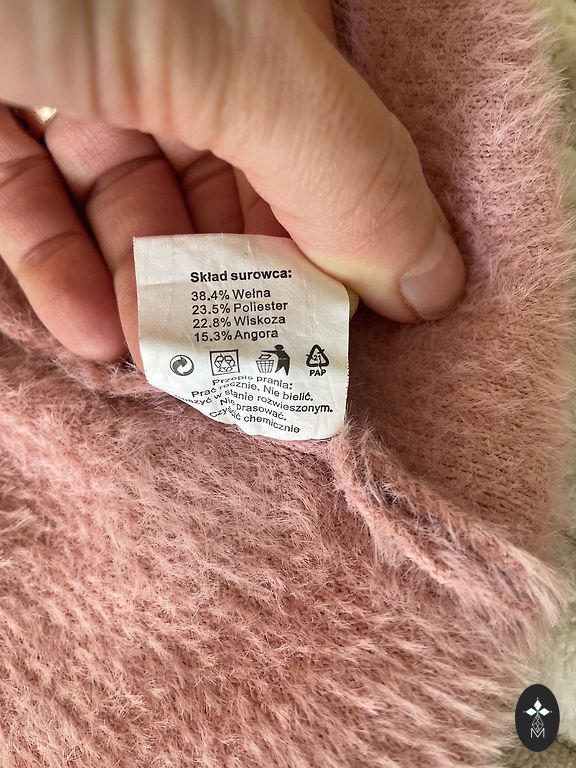 Skład surowca:
38.4% Wełna
23.5% Poliester
22.8% Wiskoza
15.3% Angora
21
PAP
Przepis prania:
Prać ręcznie. Nie bielić.
w stanie rozwieszonym.
Nie prasować.
Czyścić chemicznie
M